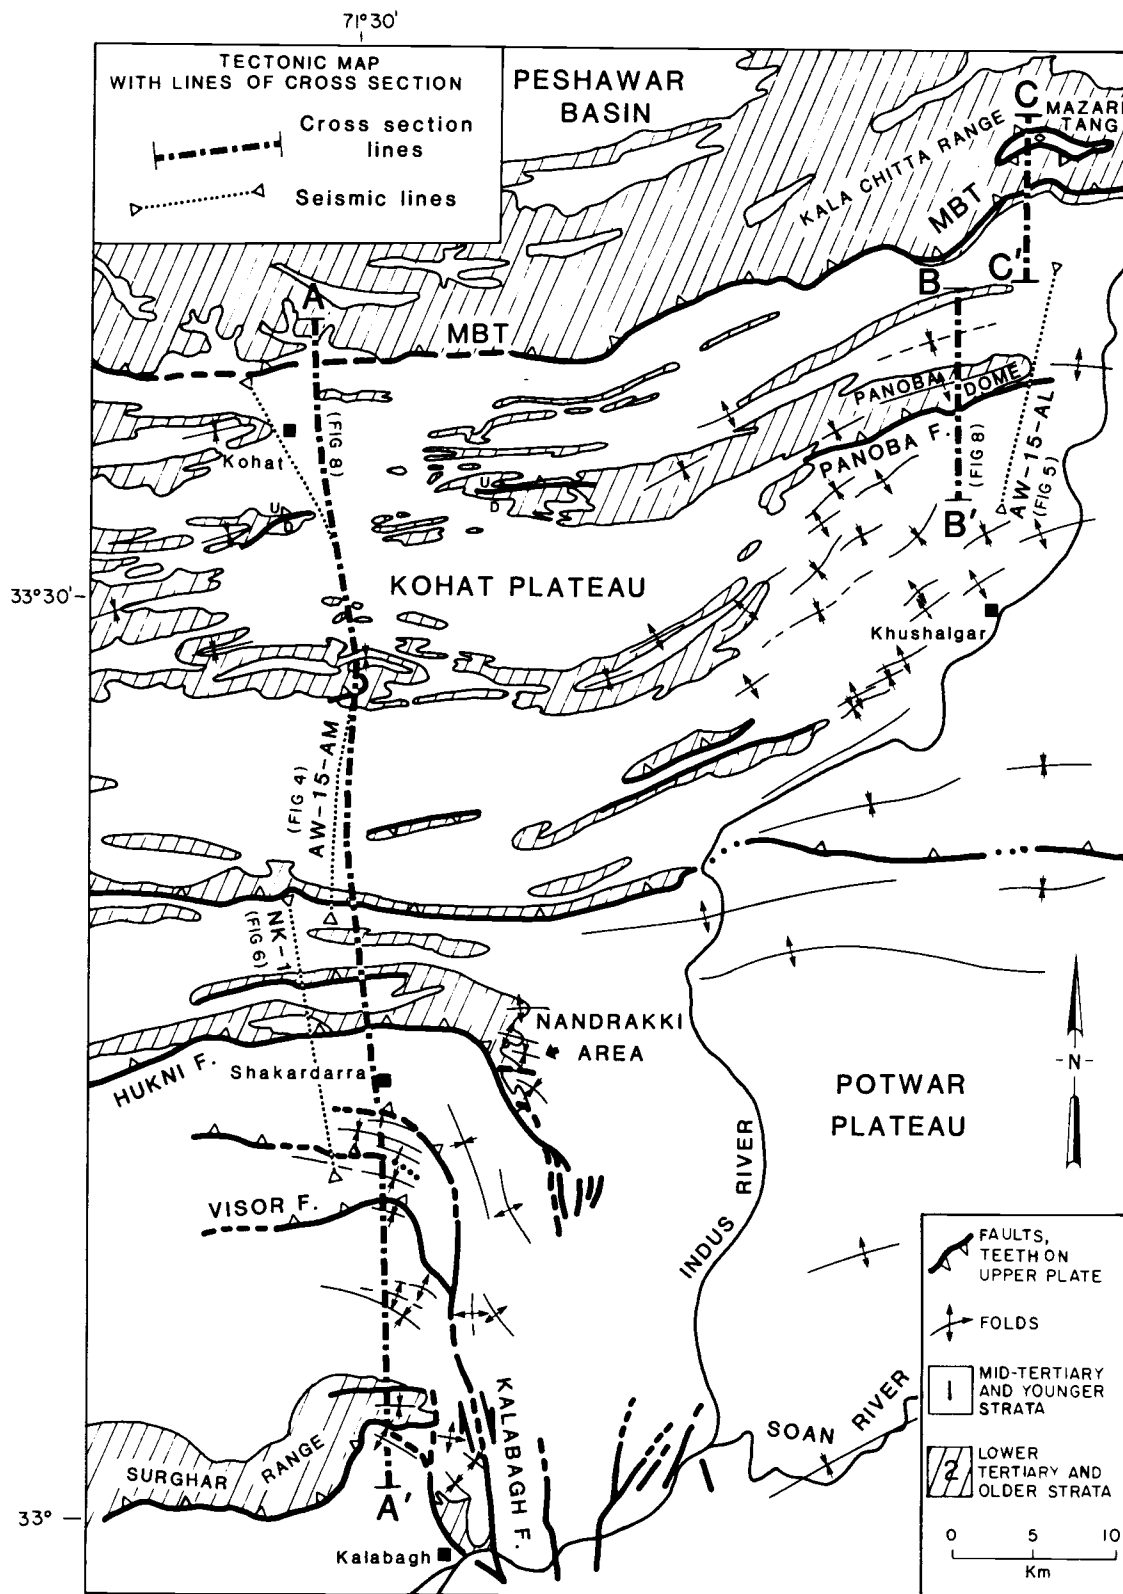 71°30'
TECTONIC MAP
WITH LINES OF CROSS SECTION
Cross section
lines
Seismic lines
PESHAWAR
BASIN
C
MAZARI
TANG
KALA CHITTA RANGE
MBT
C'
B
A
MBT
PANOBA DOME
PANOBA F.
(FIG 8)
Kohat
(FIG 8)
AW-15-AL
(FIG 5)
B'
U
D
U
D
33°30'
KOHAT PLATEAU
Khushalgar
AW-15-AM
(FIG 4)
NK-1
(FIG 6)
NANDRAKKI
AREA
HUKNI F.
Shakardarra
N
POTWAR
PLATEAU
INDUS RIVER
VISOR F.
FAULTS,
TEETH ON
UPPER PLATE
FOLDS
1
MID-TERTIARY
AND YOUNGER
STRATA
2
LOWER
TERTIARY AND
OLDER STRATA
0 5 10
Km
KALABAGH F.
SOAN RIVER
SURGHAR RANGE
A'
33°
Kalabagh